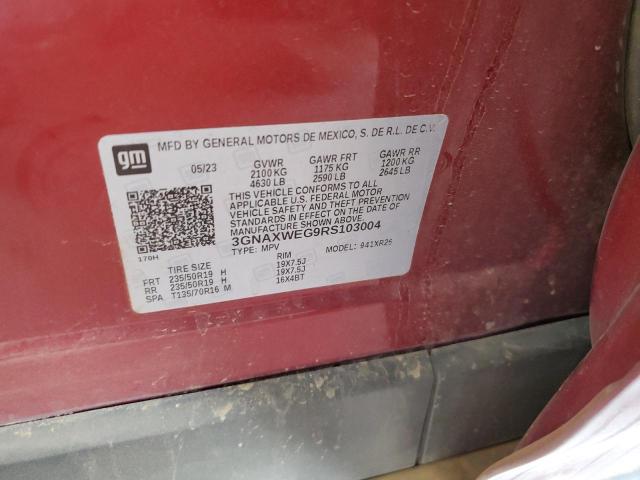 gm
MFD BY GENERAL MOTORS DE MEXICO, S. DE R.L. DE C.V.
05/23 GVWR GAWR FRT GAWR RR
2100 KG 1175 KG 1200 KG
4630 LB 2590 LB 2645 LB
THIS VEHICLE CONFORMS TO ALL
APPLICABLE U.S. FEDERAL MOTOR
VEHICLE SAFETY AND THEFT PREVENTION
STANDARDS IN EFFECT ON THE DATE OF
MANUFACTURE SHOWN ABOVE.
3GNAXWEG9RS103004
170H TYPE: MPV MODEL: 941XR26
TIRE SIZE RIM
FRT 235/50R19 H 19X7.5J
RR 235/50R19 H 19X7.5J
SPA T135/70R16 M 16X4BT